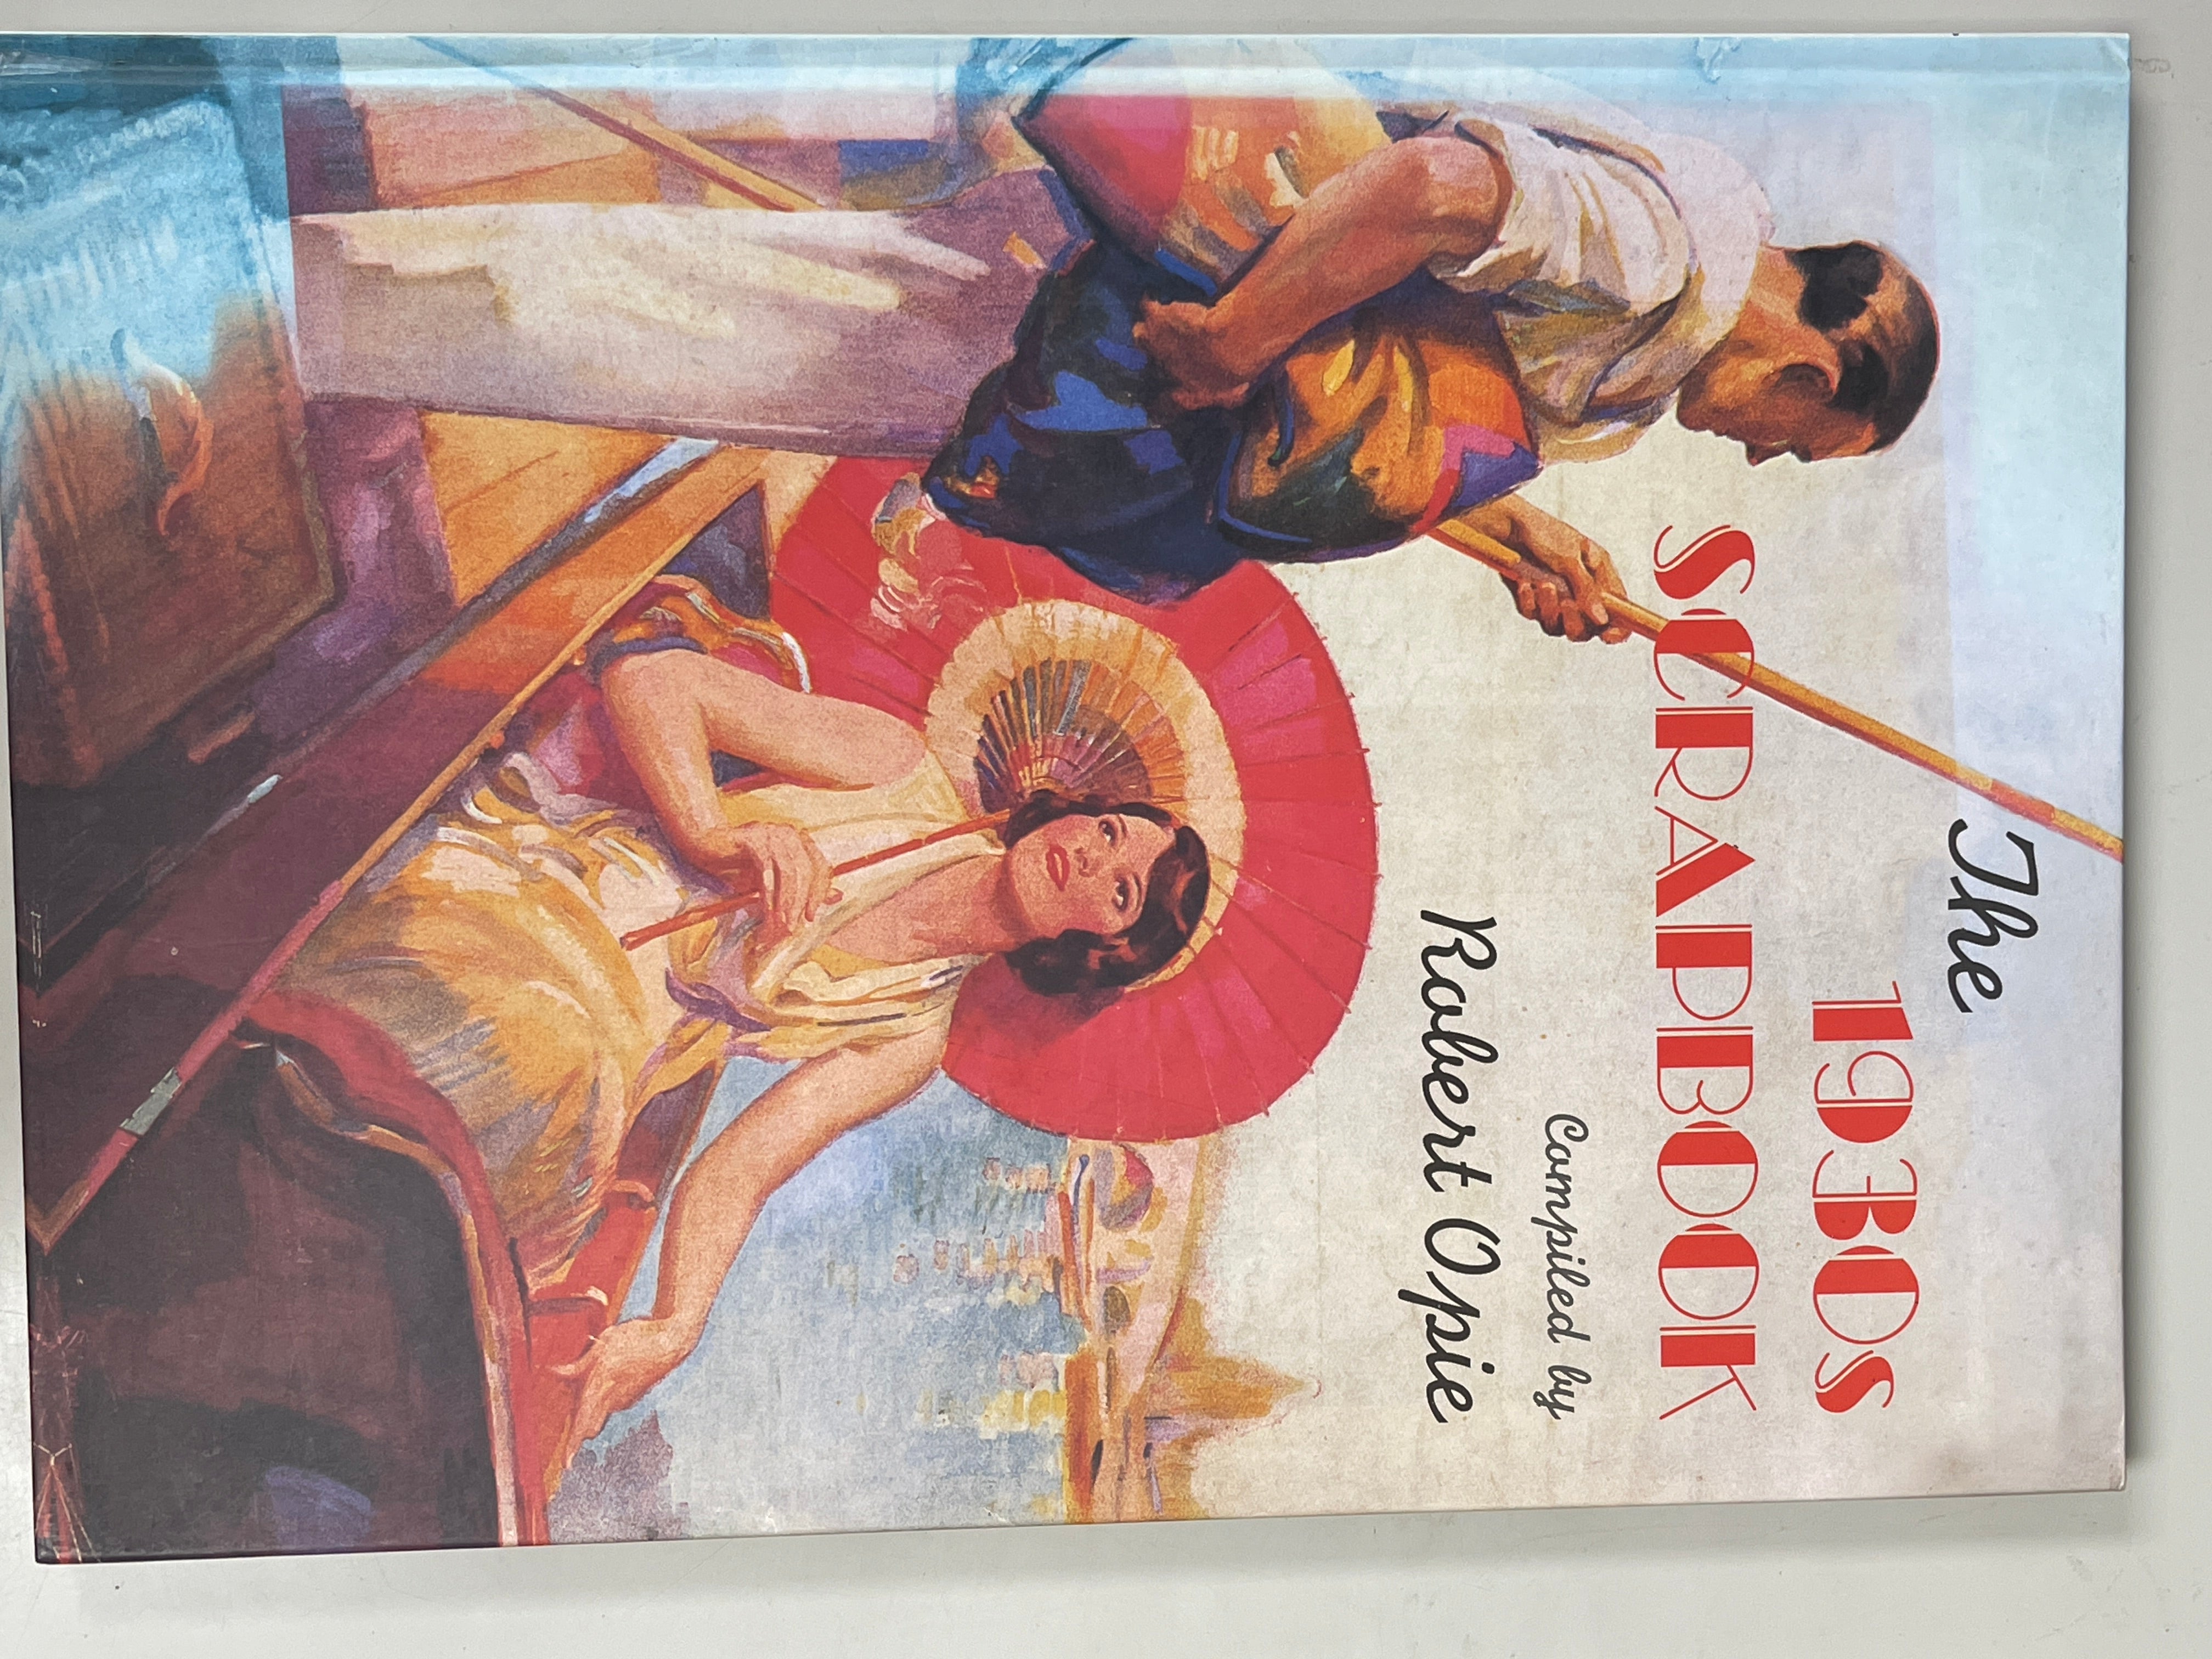 The
1930s
SCRAPBOOK
Compiled by
Robert Opie